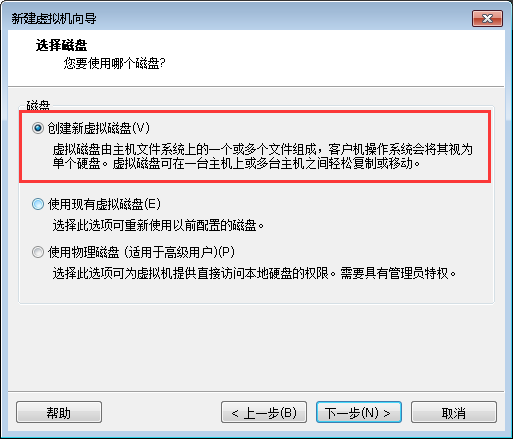 新建虚拟机向导
选择磁盘
您要使用哪个磁盘?
磁盘
创建新虚拟磁盘(V)
虚拟磁盘由主机文件系统上的一个或多个文件组成，客户机操作系统会将其视为
单个硬盘。虚拟磁盘可在一台主机上或多台主机之间轻松复制或移动。
使用现有虚拟磁盘(E)
选择此选项可重新使用以前配置的磁盘。
使用物理磁盘 (适用于高级用户)(P)
选择此选项可为虚拟机提供直接访问本地硬盘的权限。需要具有管理员特权。
帮助
< 上一步(B)
下一步(N) >
取消